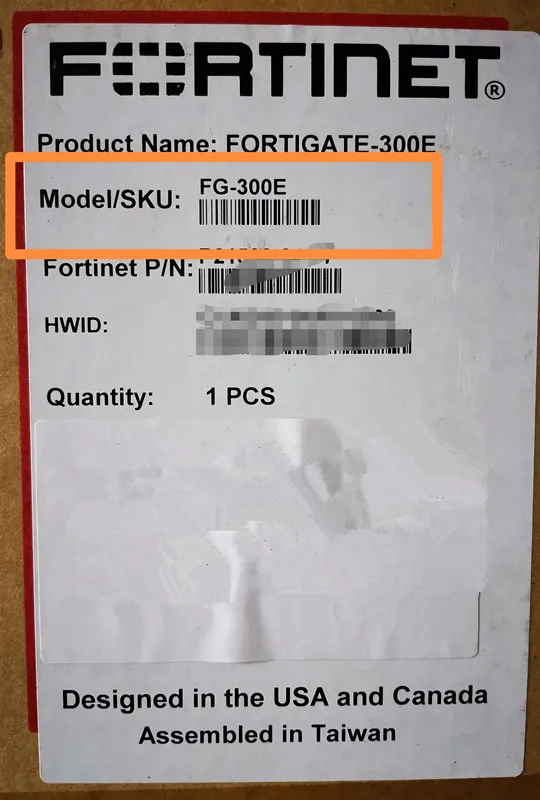 FORTINET®
Product Name: FORTIGATE-300E
Model/SKU: FG-300E
Fortinet P/N:
HWID:
Quantity: 1 PCS
Designed in the USA and Canada
Assembled in Taiwan